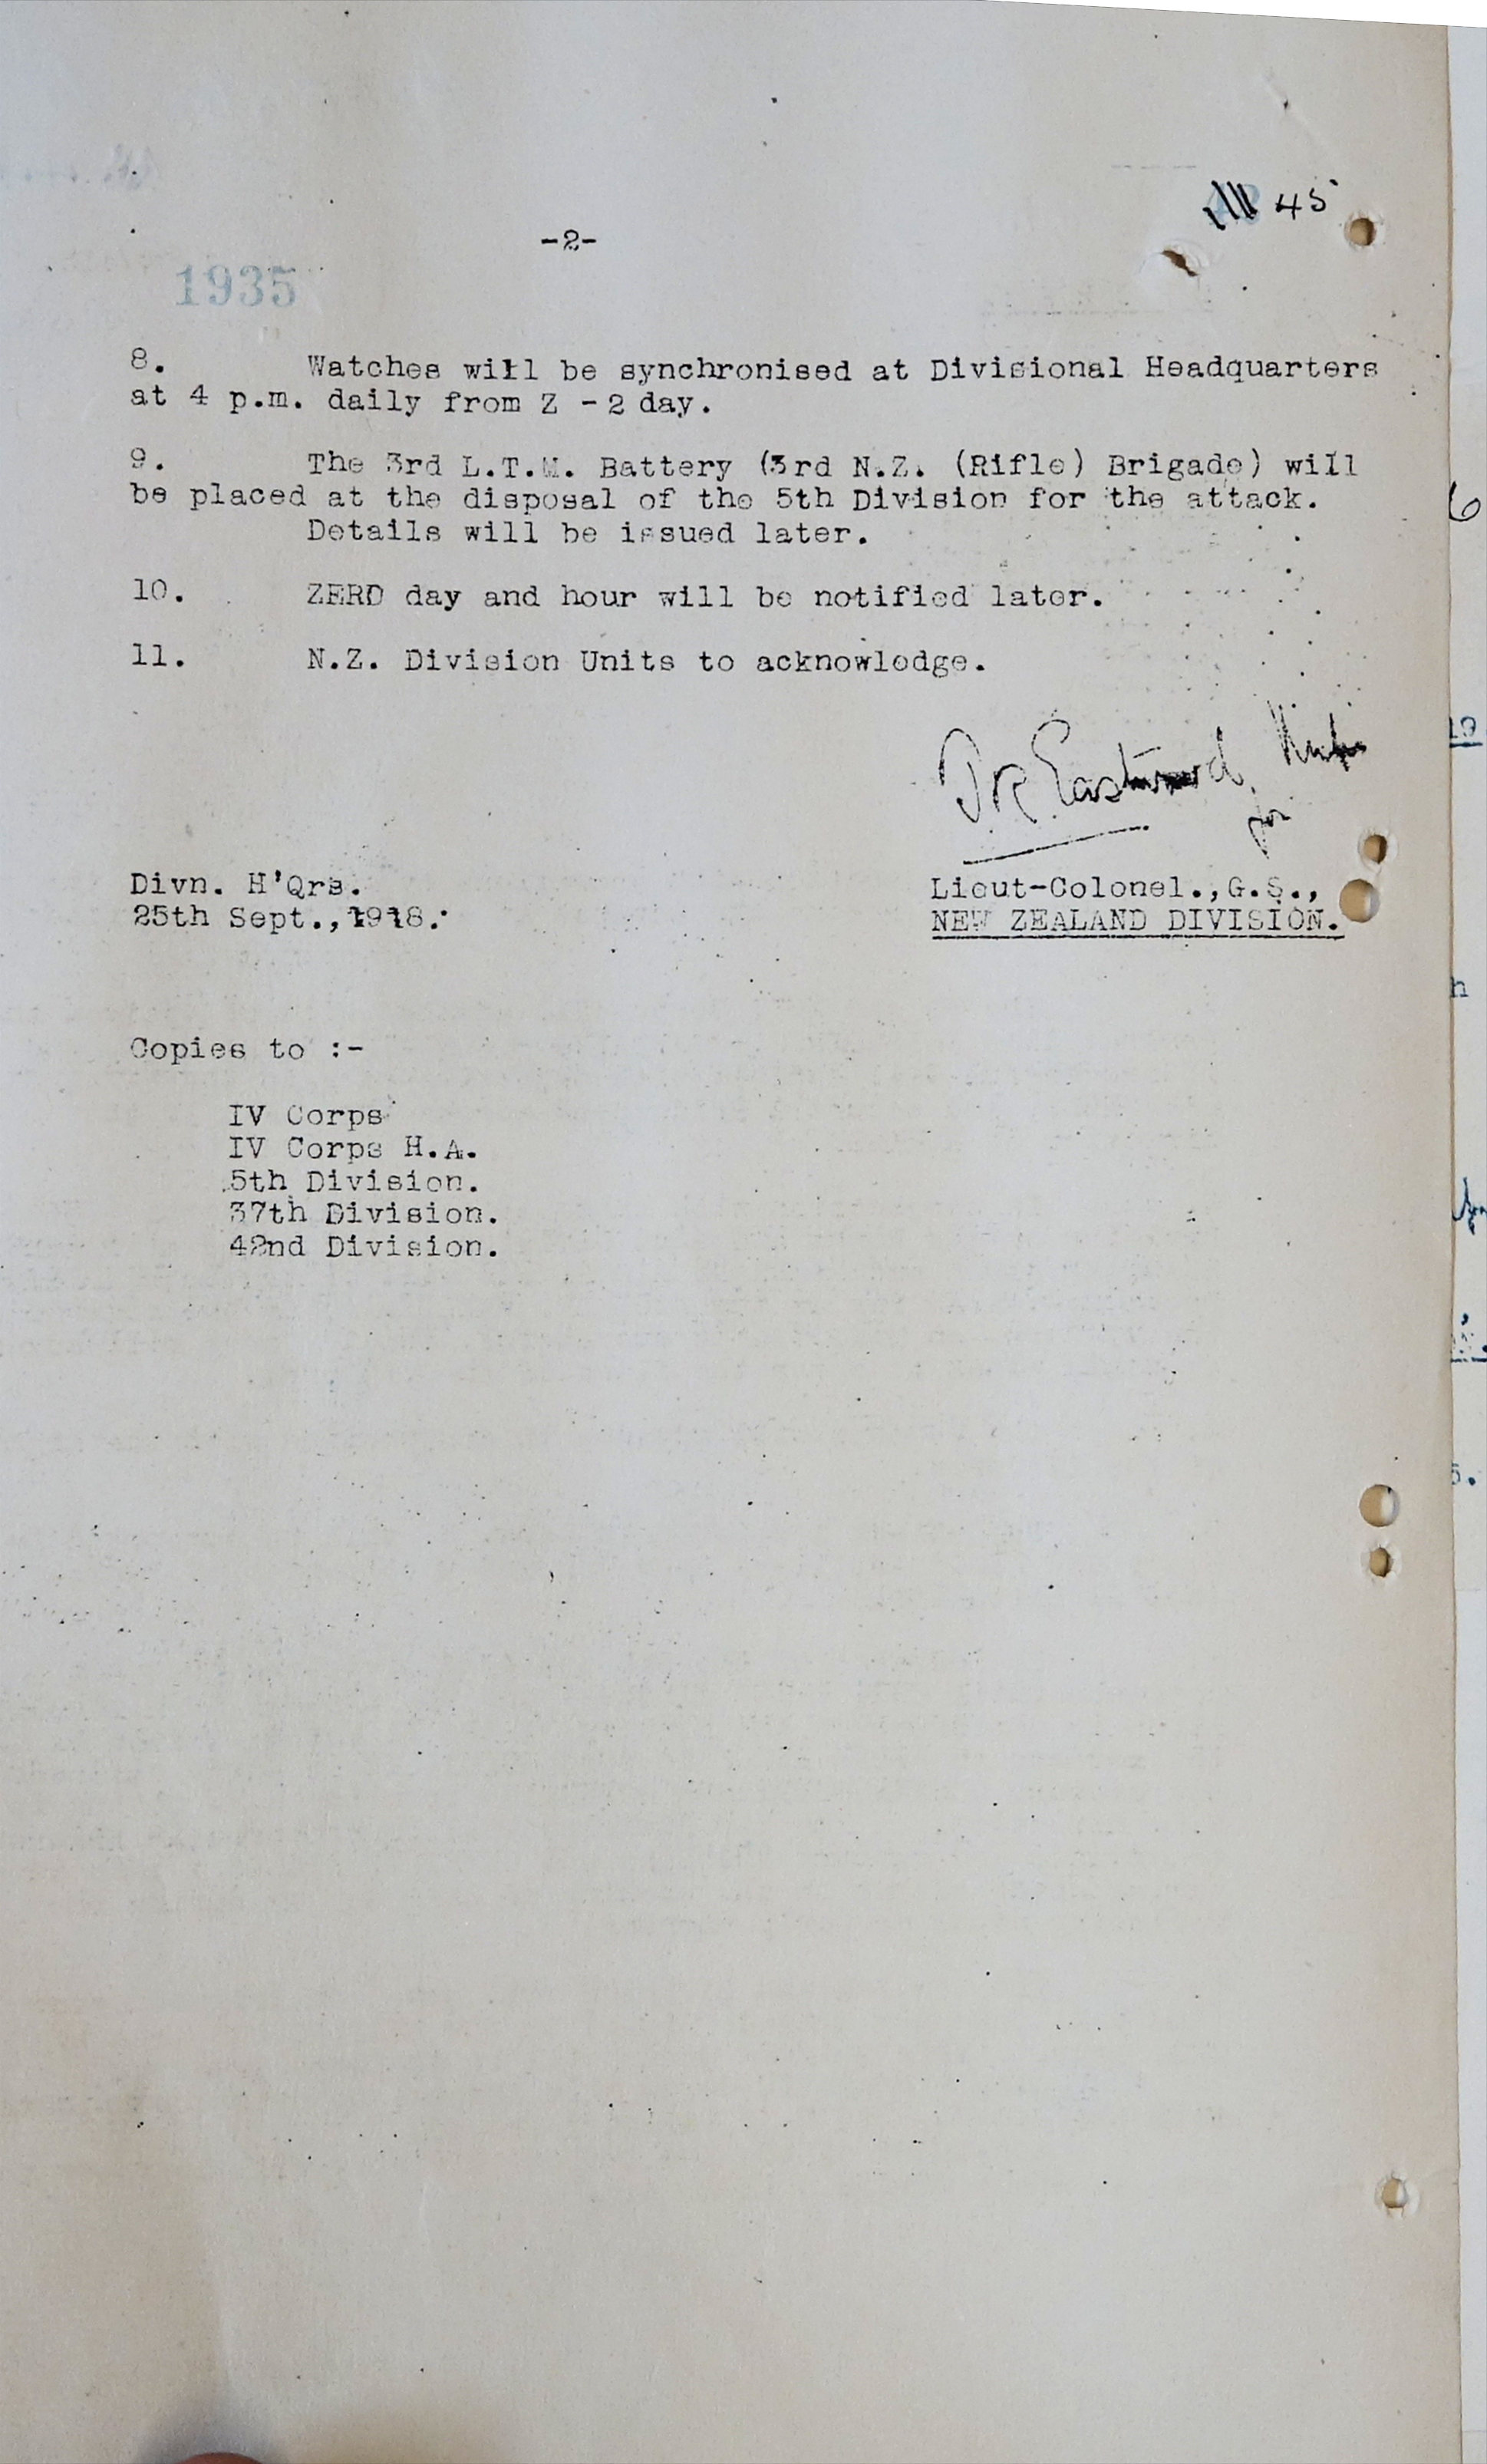 45
-2-
1935
8. Watches will be synchronised at Divisional Headquarters
at 4 p.m. daily from Z - 2 day.
9. The 3rd L.T.M. Battery (3rd N.Z. (Rifle) Brigade) will
be placed at the disposal of the 5th Division for the attack.
Details will be issued later.
10. ZERO day and hour will be notified later.
11. N.Z. Division Units to acknowledge.
Eastwood
for
Divn. H'Qrs.
25th Sept., 1918.
Lieut-Colonel., G.S.,
NEW ZEALAND DIVISION.
Copies to :-
IV Corps
IV Corps H.A.
5th Division.
37th Division.
42nd Division.